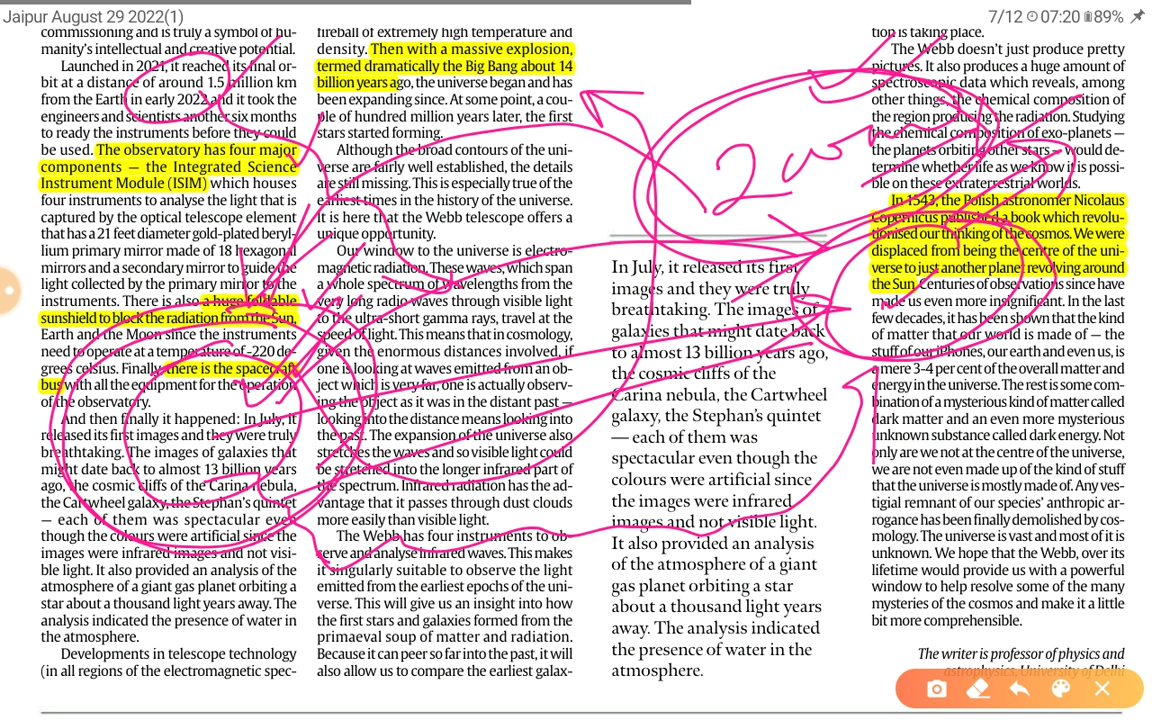 Jaipur August 29 2022(1)
7/12 07:20 89%
commissioning and is truly a symbol of hu-
manity's intellectual and creative potential.
Launched in 2021, it reached its final or-
bit at a distance of around 1.5 million km
from the Earth in early 2022 and it took the
engineers and scientists another six months
to ready the instruments before they could
be used. The observatory has four major
components — the Integrated Science
Instrument Module (ISIM) which houses
four instruments to analyse the light that is
captured by the optical telescope element
that has a 21 feet diameter gold-plated beryl-
lium primary mirror made of 18 hexagonal
mirrors and a secondary mirror to guide the
light collected by the primary mirror to the
instruments. There is also a huge foldable
sunshield to block the radiation from the Sun,
Earth and the Moon since the instruments
need to operate at a temperature of -220 de-
grees celsius. Finally, there is the spacecraft
bus with all the equipment for the operation
of the observatory.
And then finally it happened: In July, it
released its first images and they were truly
breathtaking. The images of galaxies that
might date back to almost 13 billion years
ago, the cosmic cliffs of the Carina nebula,
the Cartwheel galaxy, the Stephan's quintet
— each of them was spectacular even
though the colours were artificial since the
images were infrared images and not visi-
ble light. It also provided an analysis of the
atmosphere of a giant gas planet orbiting a
star about a thousand light years away. The
analysis indicated the presence of water in
the atmosphere.
Developments in telescope technology
(in all regions of the electromagnetic spec-
fireball of extremely high temperature and
density. Then with a massive explosion,
termed dramatically the Big Bang about 14
billion years ago, the universe began and has
been expanding since. At some point, a cou-
ple of hundred million years later, the first
stars started forming.
Although the broad contours of the uni-
verse are fairly well established, the details
are still missing. This is especially true of the
earliest times in the history of the universe.
It is here that the Webb telescope offers a
unique opportunity.
Our window to the universe is electro-
magnetic radiation. These waves, which span
a whole spectrum of wavelengths from the
very long radio waves through visible light
to the ultra-short gamma rays, travel at the
speed of light. This means that in cosmology,
given the enormous distances involved, if
one is looking at waves emitted from an ob-
ject which is very far, one is actually observ-
ing the object as it was in the distant past —
looking into the distance means looking into
the past. The expansion of the universe also
stretches the waves and so visible light could
be stretched into the longer infrared part of
the spectrum. Infrared radiation has the ad-
vantage that it passes through dust clouds
more easily than visible light.
The Webb has four instruments to ob-
serve and analyse infrared waves. This makes
it singularly suitable to observe the light
emitted from the earliest epochs of the uni-
verse. This will give us an insight into how
the first stars and galaxies formed from the
primaeval soup of matter and radiation.
Because it can peer so far into the past, it will
also allow us to compare the earliest galax-
In July, it released its first
images and they were truly
breathtaking. The images of
galaxies that might date back
to almost 13 billion years ago,
the cosmic cliffs of the
Carina nebula, the Cartwheel
galaxy, the Stephan's quintet
— each of them was
spectacular even though the
colours were artificial since
the images were infrared
images and not visible light.
It also provided an analysis
of the atmosphere of a giant
gas planet orbiting a star
about a thousand light years
away. The analysis indicated
the presence of water in the
atmosphere.
tion is taking place.
The Webb doesn't just produce pretty
pictures. It also produces a huge amount of
spectroscopic data which reveals, among
other things, the chemical composition of
the region producing the radiation. Studying
the chemical composition of exo-planets —
the planets orbiting other stars — would de-
termine whether life as we know it is possi-
ble on these extraterrestrial worlds.
In 1543, the Polish astronomer Nicolaus
Copernicus published a book which revolu-
tionised our thinking of the cosmos. We were
displaced from being the centre of the uni-
verse to just another planet revolving around
the Sun. Centuries of observations since have
made us even more insignificant. In the last
few decades, it has been shown that the kind
of matter that our world is made of — the
stuff of our iPhones, our earth and even us, is
a mere 3-4 per cent of the overall matter and
energy in the universe. The rest is some com-
bination of a mysterious kind of matter called
dark matter and an even more mysterious
unknown substance called dark energy. Not
only are we not at the centre of the universe,
we are not even made up of the kind of stuff
that the universe is mostly made of. Any ves-
tigial remnant of our species' anthropic ar-
rogance has been finally demolished by cos-
mology. The universe is vast and most of it is
unknown. We hope that the Webb, over its
lifetime would provide us with a powerful
window to help resolve some of the many
mysteries of the cosmos and make it a little
bit more comprehensible.
The writer is professor of physics and
astrophysics, University of Delhi